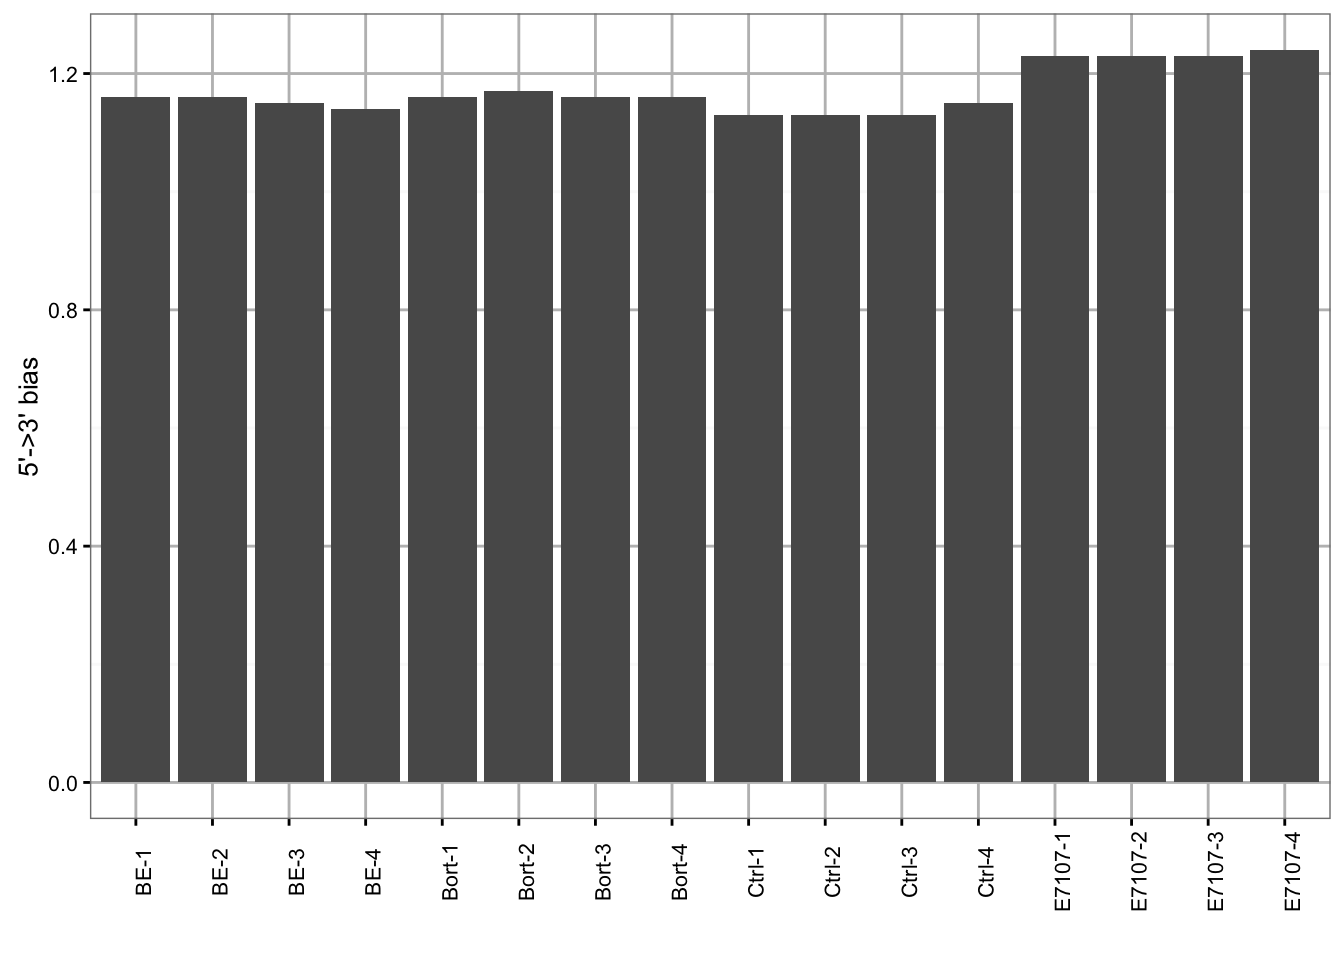 5'->3' bias
1.2
0.8
0.4
0.0
BE-1
BE-2
BE-3
BE-4
Bort-1
Bort-2
Bort-3
Bort-4
Ctrl-1
Ctrl-2
Ctrl-3
Ctrl-4
E7107-1
E7107-2
E7107-3
E7107-4